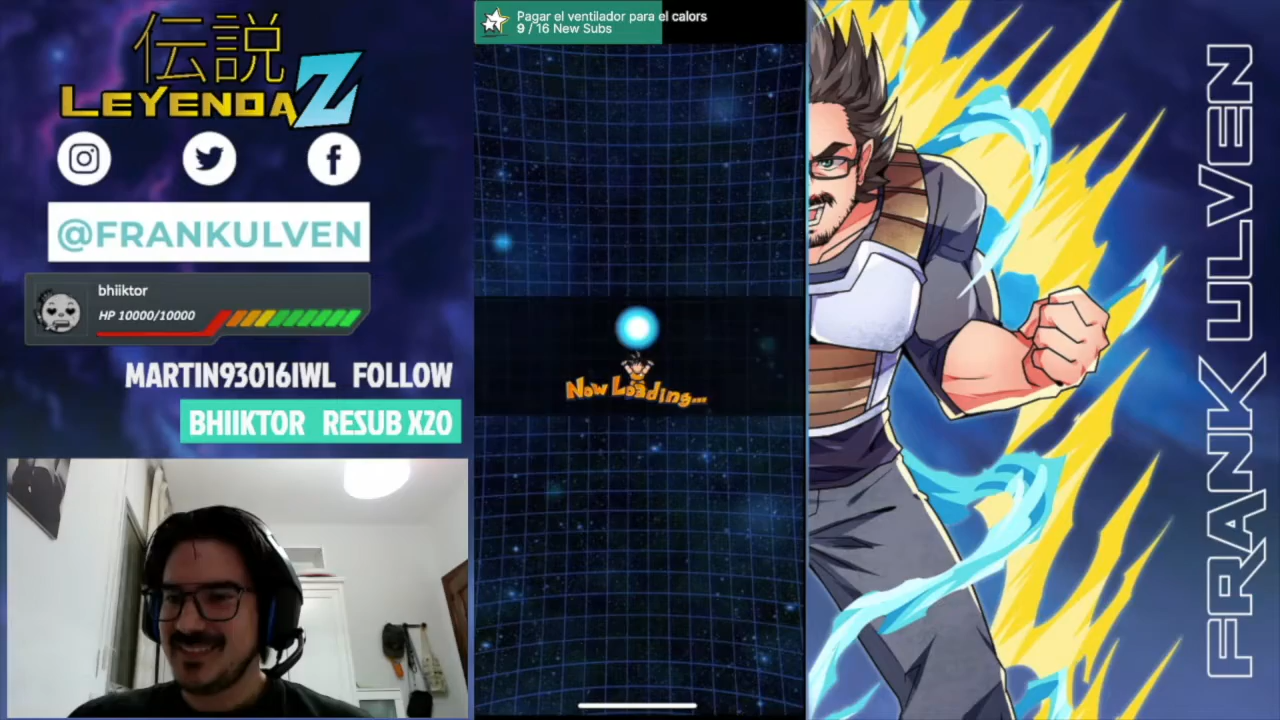 伝説
LEYENDA Z
@FRANKULVEN
bhiiktor
HP 10000/10000
MARTIN93016IWL FOLLOW
BHIIKTOR RESUB X20
Pagar el ventilador para el calors
9 / 16 New Subs
Now Loading...
FRANK ULVEN